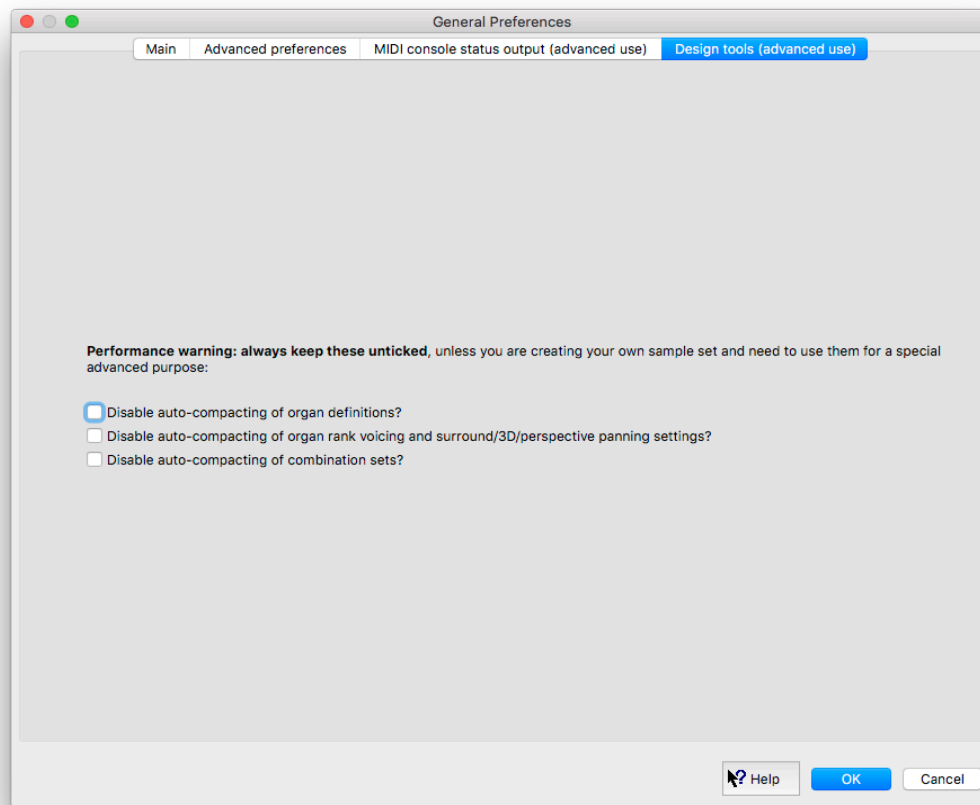 General Preferences
Main Advanced preferences MIDI console status output (advanced use) Design tools (advanced use)
Performance warning: always keep these unticked, unless you are creating your own sample set and need to use them for a special
advanced purpose:
Disable auto-compacting of organ definitions?
Disable auto-compacting of organ rank voicing and surround/3D/perspective panning settings?
Disable auto-compacting of combination sets?
? Help OK Cancel